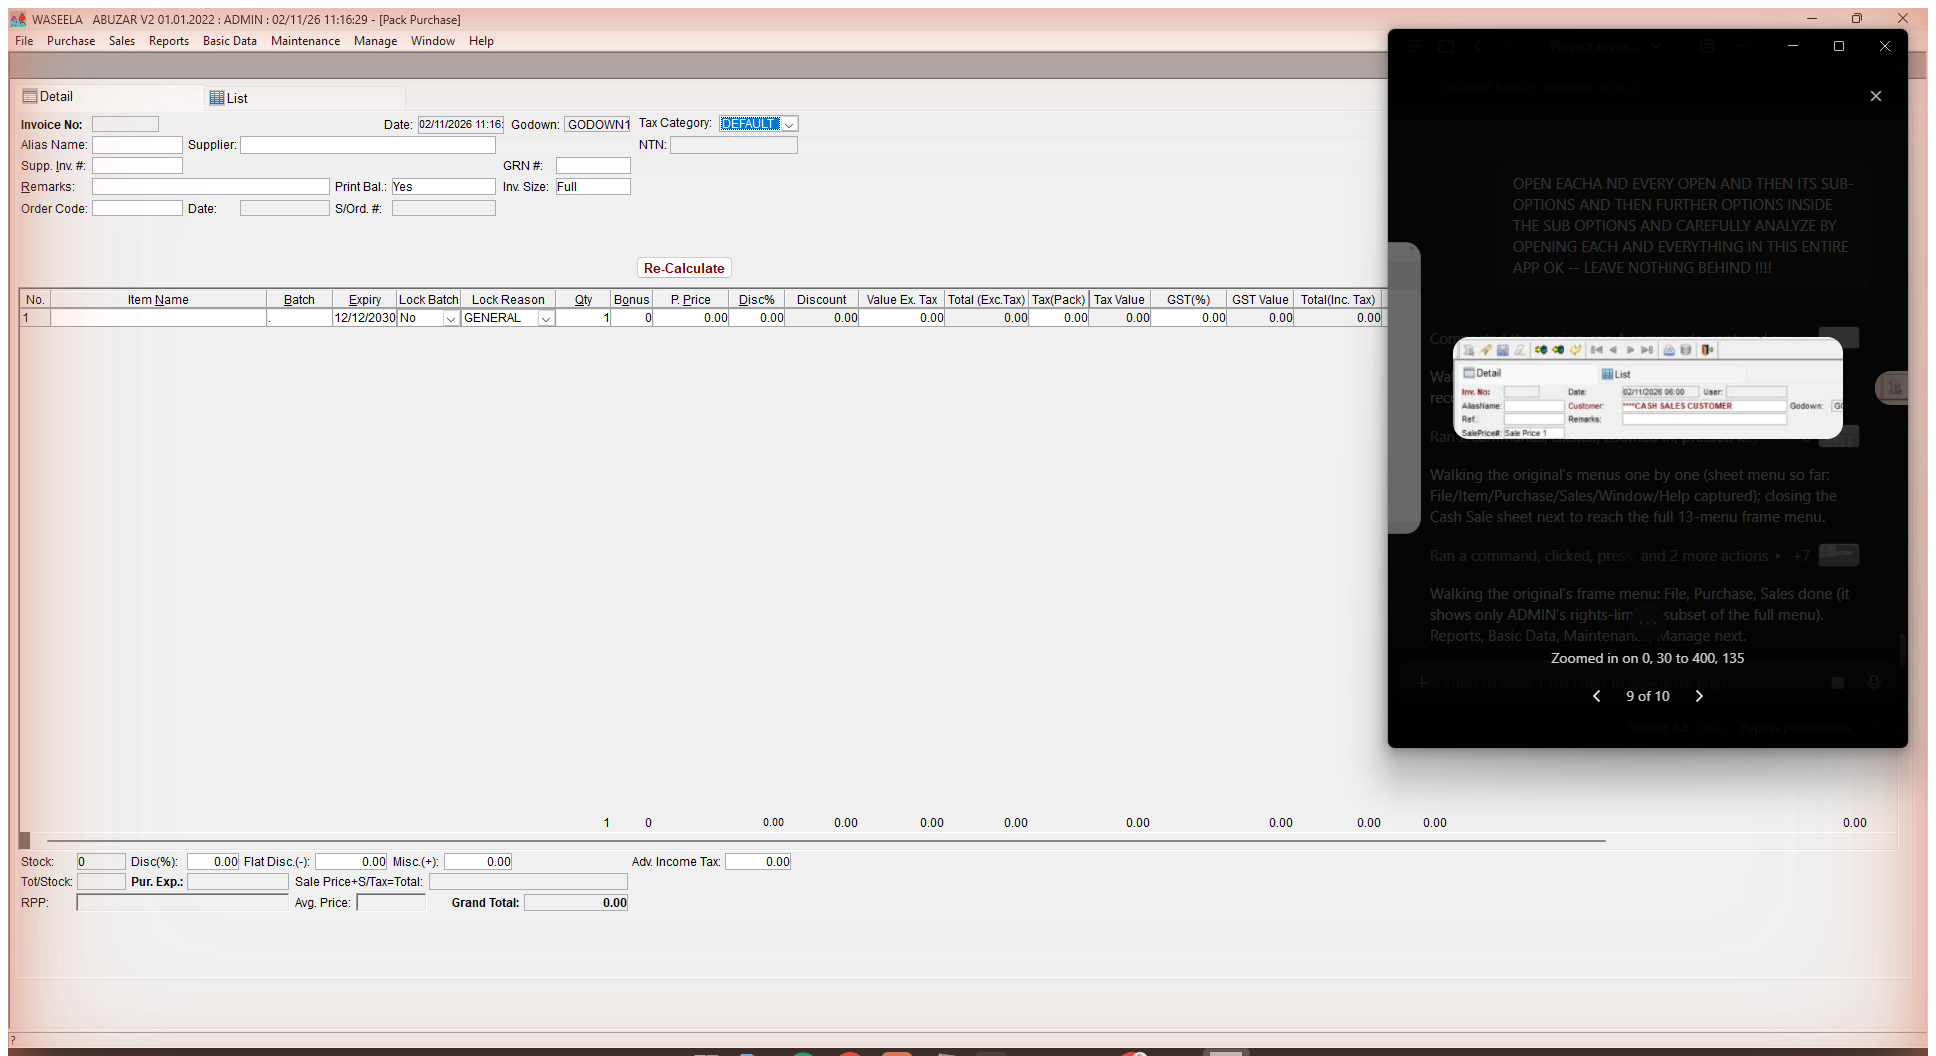 WASEELA ABUZAR V2 01.01.2022 : ADMIN : 02/11/26 11:16:29 - [Pack Purchase]
File Purchase Sales Reports Basic Data Maintenance Manage Window Help
Detail List
Invoice No: Date: 02/11/2026 11:16: Godown: GODOWN1 Tax Category: DEFAULT
Alias Name: Supplier: NTN:
Supp. Inv. #: GRN #:
Remarks: Print Bal.: Yes Inv. Size: Full
Order Code: Date: S/Ord. #:
Re-Calculate
No. Item Name Batch Expiry Lock Batch Lock Reason Qty Bonus P. Price Disc% Discount Value Ex. Tax Total (Exc.Tax) Tax(Pack) Tax Value GST(%) GST Value Total(Inc. Tax)
1 . 12/12/2030 No GENERAL 1 0 0.00 0.00 0.00 0.00 0.00 0.00 0.00 0.00 0.00 0.00
1 0 0.00 0.00 0.00 0.00 0.00 0.00 0.00 0.00 0.00
Stock: 0 Disc(%): 0.00 Flat Disc.(-): 0.00 Misc.(+): 0.00 Adv. Income Tax: 0.00
Tot/Stock: Pur. Exp.: Sale Price+S/Tax=Total:
RPP: Avg. Price: Grand Total: 0.00
?
OPEN EACHA ND EVERY OPEN AND THEN ITS SUB-
OPTIONS AND THEN FURTHER OPTIONS INSIDE
THE SUB OPTIONS AND CAREFULLY ANALYZE BY
OPENING EACH AND EVERYTHING IN THIS ENTIRE
APP OK -- LEAVE NOTHING BEHIND !!!!
Detail List
Inv. No: Date: 02/11/2026 06:00 User:
AliasName: Customer: ****CASH SALES CUSTOMER Godown:
Ref.: Remarks:
SalePrice#: Sale Price 1
Walking the original's menus one by one (sheet menu so far:
File/Item/Purchase/Sales/Window/Help captured); closing the
Cash Sale sheet next to reach the full 13-menu frame menu.
Ran a command, clicked, and 2 more actions +7
Walking the original's frame menu: File, Purchase, Sales done (it
shows only ADMIN's subset of the full menu).
Reports, Basic Data, Manage next.
Zoomed in on 0, 30 to 400, 135
9 of 10